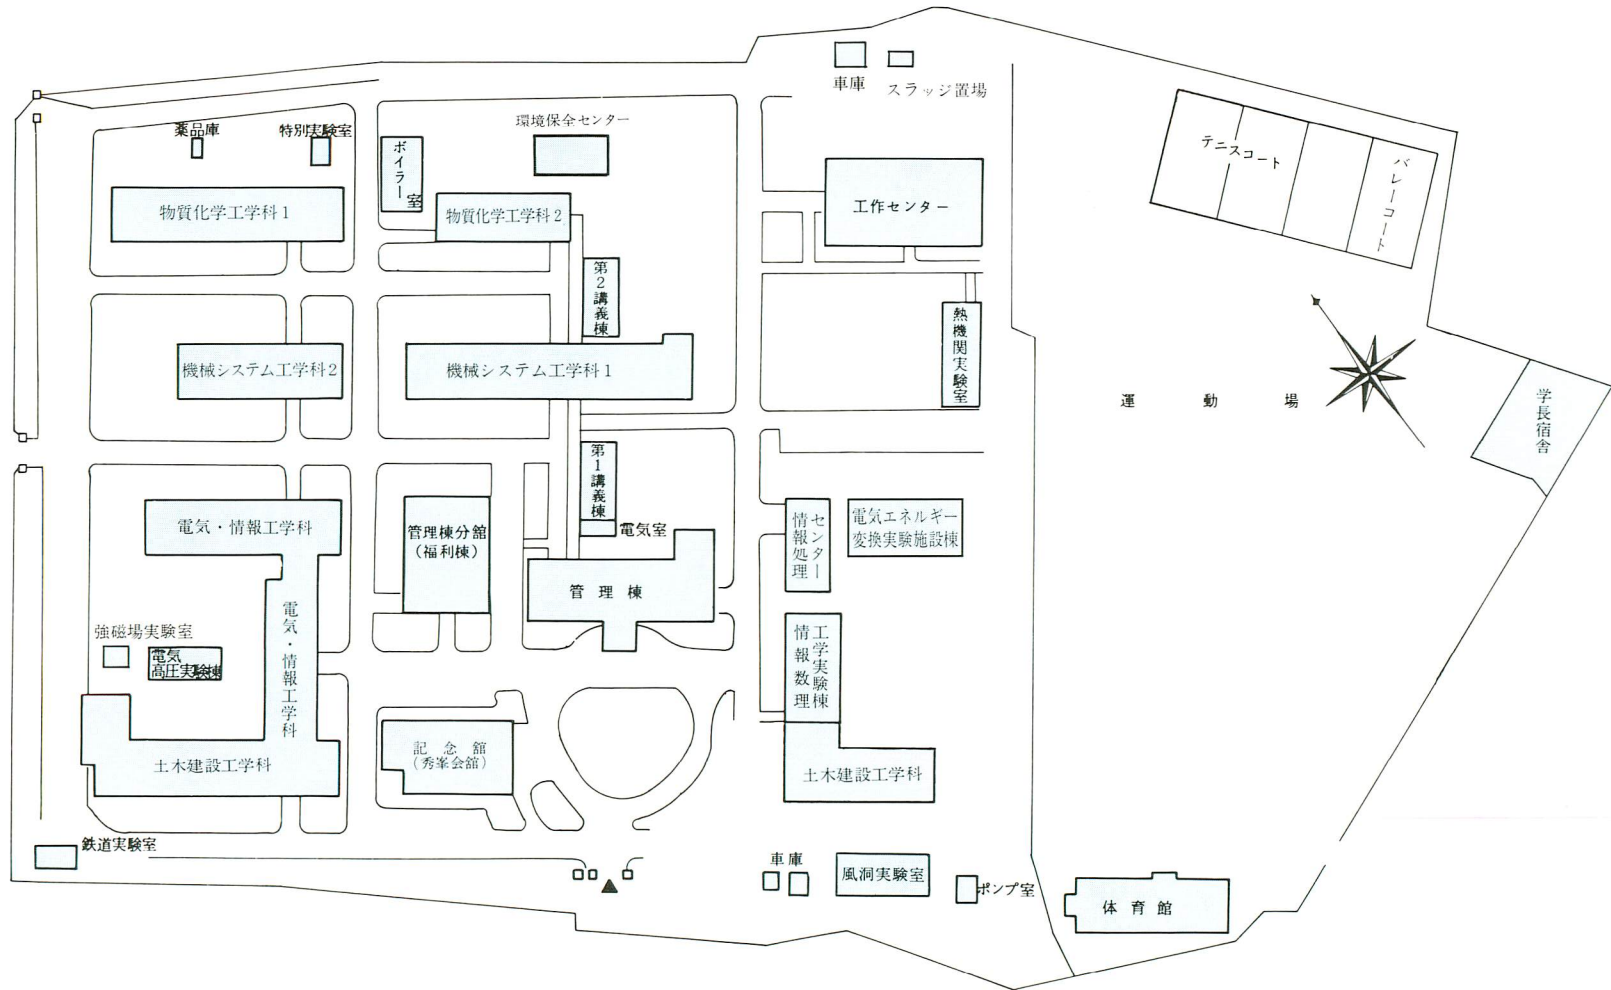 車庫
スラッジ置場
薬品庫
特別実験室
ボイラー室
環境保全センター
テニスコート
バレーコート
物質化学工学科1
物質化学工学科2
工作センター
第2講義棟
熱機関実験室
機械システム工学科2
機械システム工学科1
運動場
学長宿舎
第1講義棟
電気・情報工学科
管理棟分館
(福利棟)
電気室
情報処理
センター
電気エネルギー
変換実験施設棟
管理棟
電気・情報工学科
強磁場実験室
電気
高圧実験棟
情報数理
工学実験棟
土木建設工学科
記念館
(秀峯会館)
土木建設工学科
鉄道実験室
車庫
風洞実験室
ポンプ室
体育館